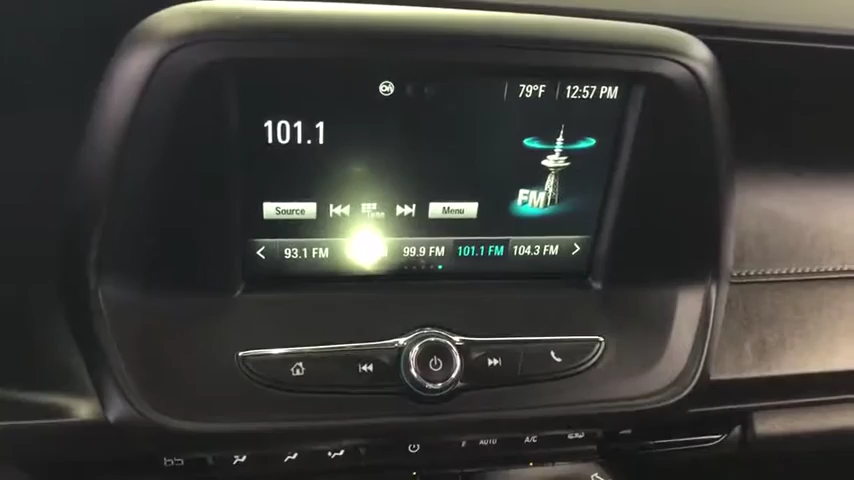 79°F 12:57 PM
101.1
FM
Source Tune Menu
93.1 FM 99.9 FM 101.1 FM 104.3 FM
AUTO A/C